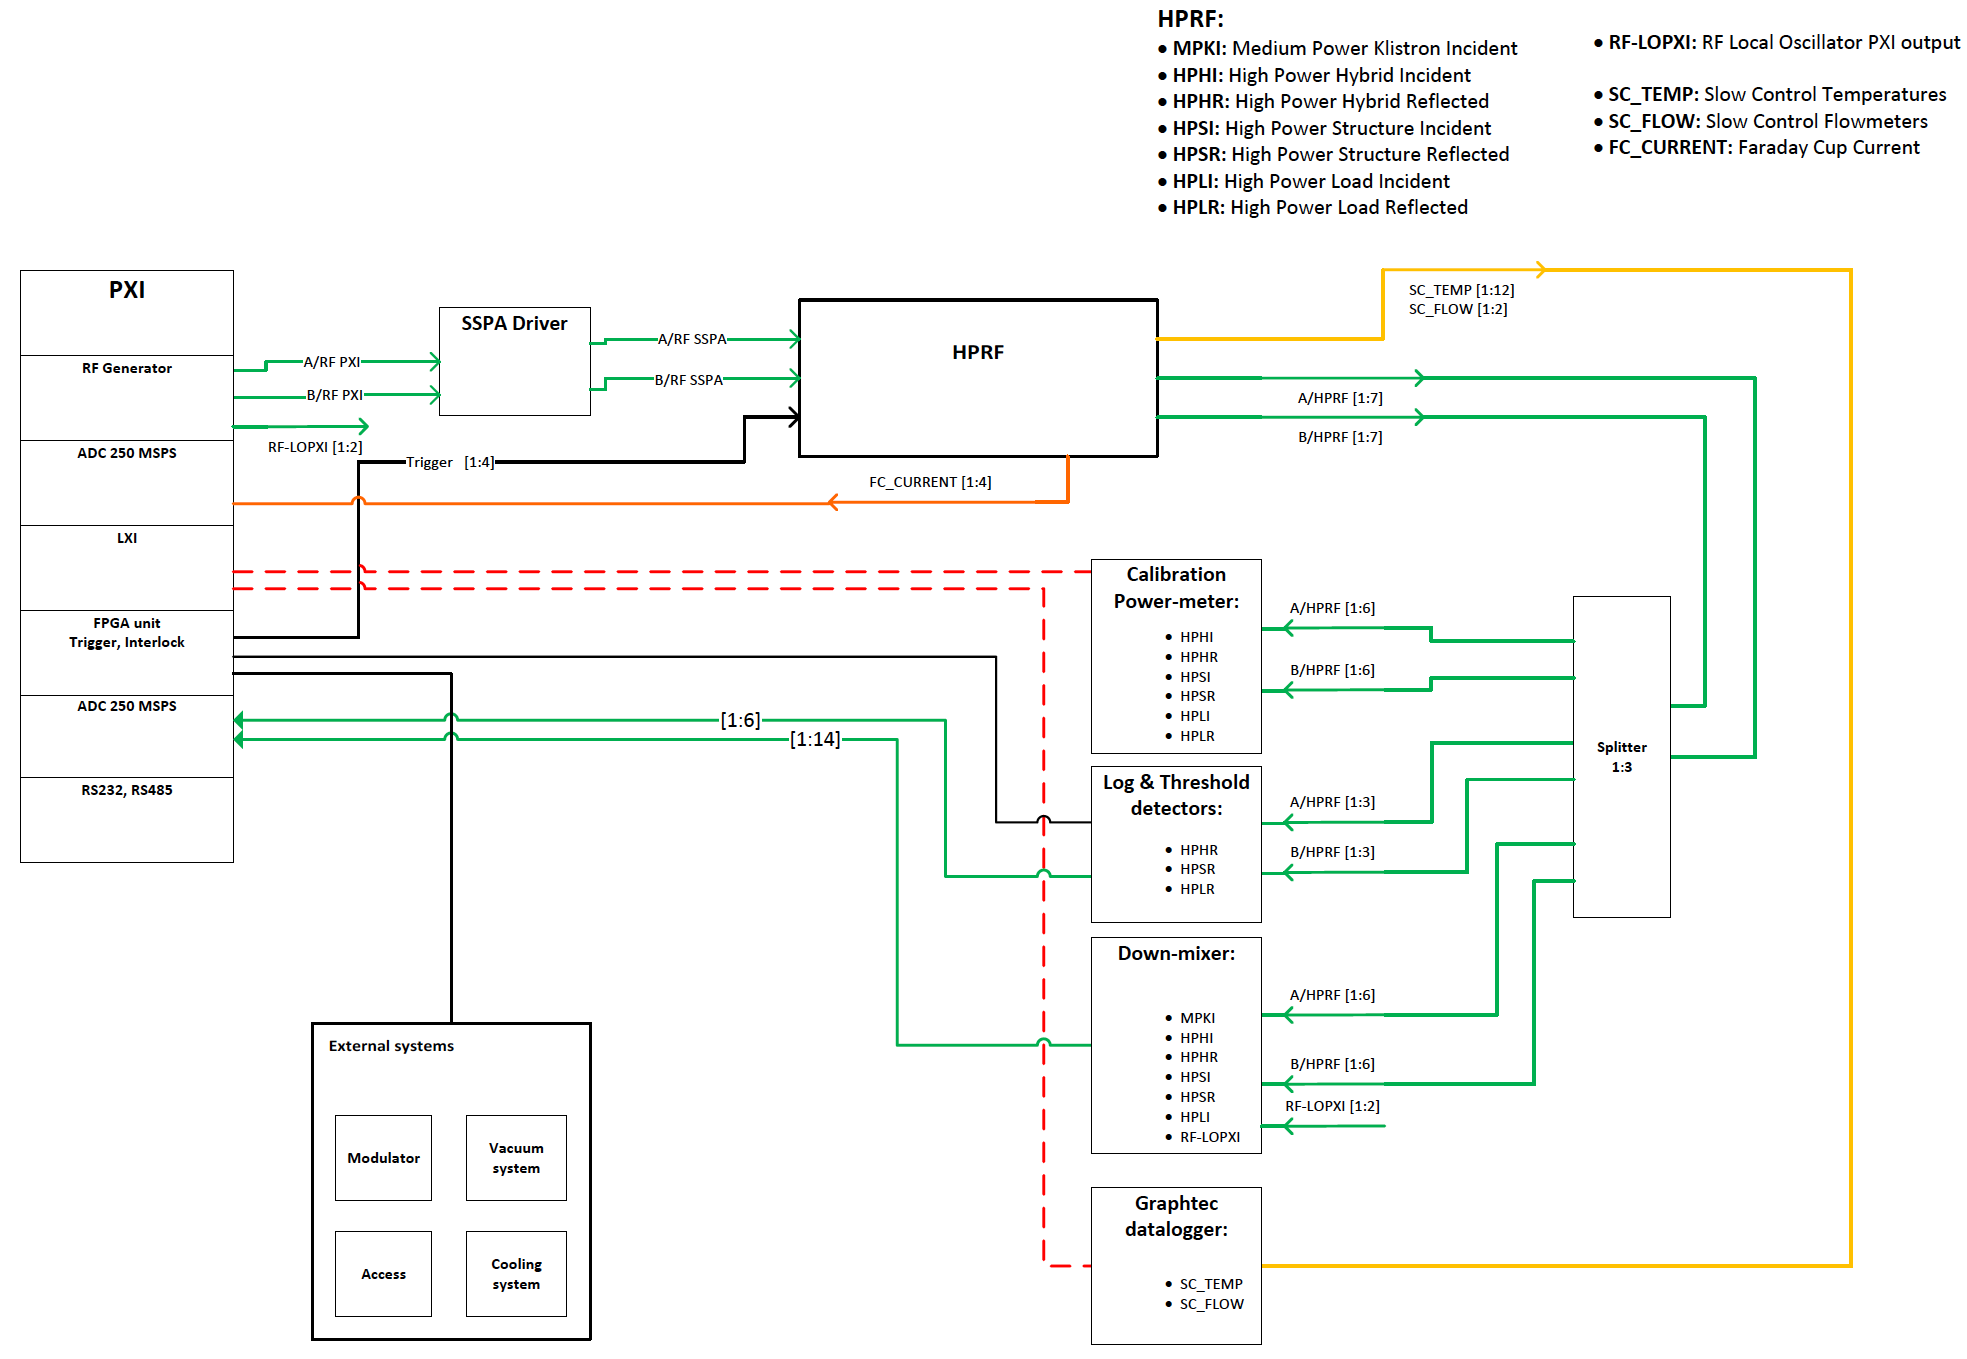 HPRF:
• MPKI: Medium Power Klistron Incident
• HPHI: High Power Hybrid Incident
• HPHR: High Power Hybrid Reflected
• HPSI: High Power Structure Incident
• HPSR: High Power Structure Reflected
• HPLI: High Power Load Incident
• HPLR: High Power Load Reflected
• RF-LOPXI: RF Local Oscillator PXI output
• SC_TEMP: Slow Control Temperatures
• SC_FLOW: Slow Control Flowmeters
• FC_CURRENT: Faraday Cup Current
PXI
RF Generator
ADC 250 MSPS
LXI
FPGA unit
Trigger, Interlock
ADC 250 MSPS
RS232, RS485
A/RF PXI
B/RF PXI
RF-LOPXI [1:2]
Trigger [1:4]
SSPA Driver
A/RF SSPA
B/RF SSPA
HPRF
FC_CURRENT [1:4]
SC_TEMP [1:12]
SC_FLOW [1:2]
A/HPRF [1:7]
B/HPRF [1:7]
[1:6]
[1:14]
Calibration
Power-meter:
• HPHI
• HPHR
• HPSI
• HPSR
• HPLI
• HPLR
A/HPRF [1:6]
B/HPRF [1:6]
Log & Threshold
detectors:
• HPHR
• HPSR
• HPLR
A/HPRF [1:3]
B/HPRF [1:3]
Splitter
1:3
Down-mixer:
• MPKI
• HPHI
• HPHR
• HPSI
• HPSR
• HPLI
• RF-LOPXI
A/HPRF [1:6]
B/HPRF [1:6]
RF-LOPXI [1:2]
Graphtec
datalogger:
• SC_TEMP
• SC_FLOW
External systems
Modulator
Vacuum
system
Access
Cooling
system